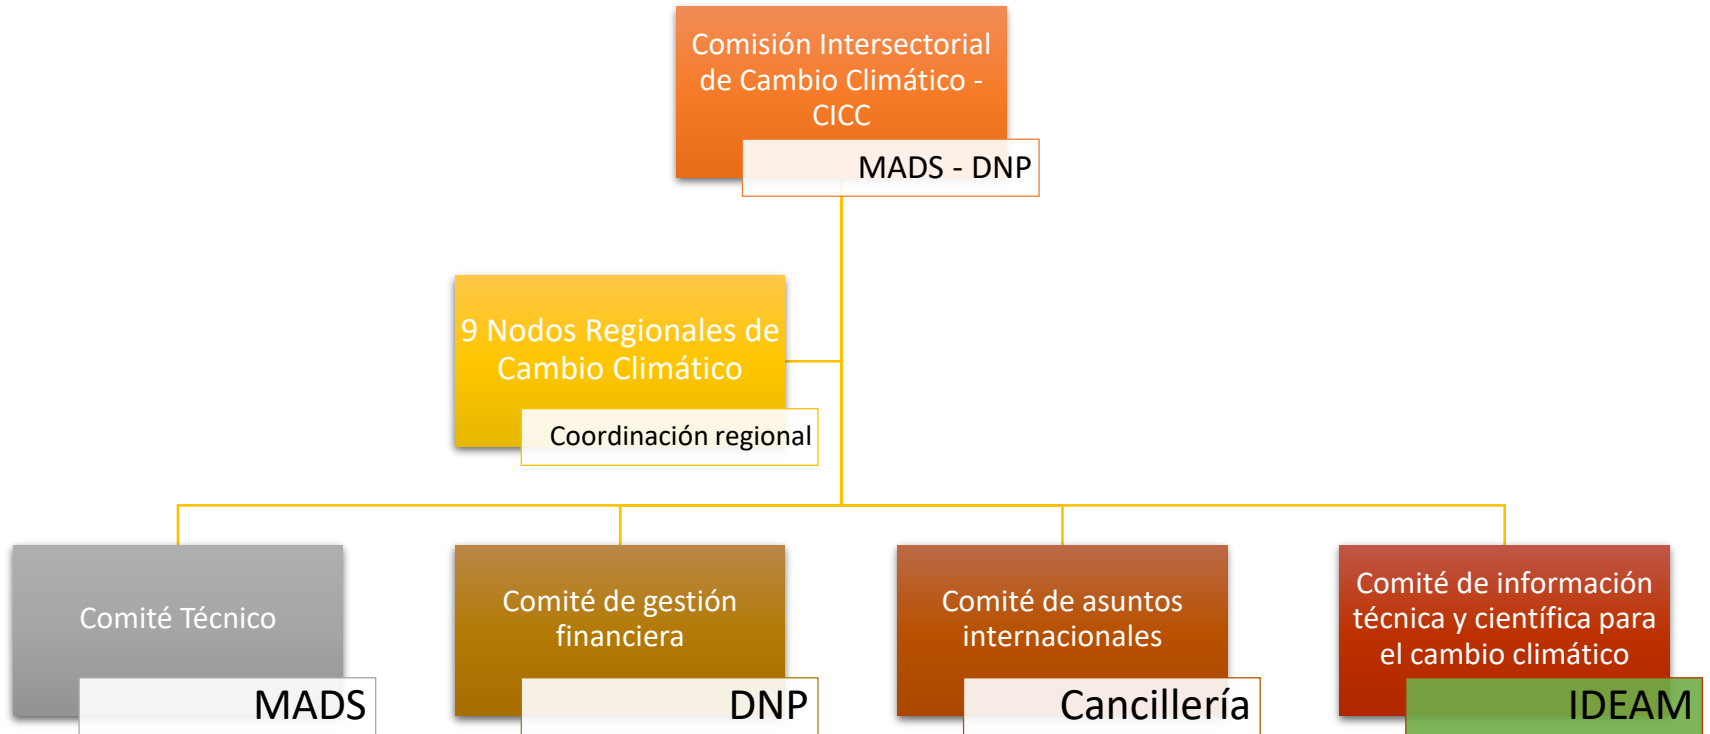 Comisión Intersectorial
de Cambio Climático -
CICC
MADS - DNP
9 Nodos Regionales de
Cambio Climático
Coordinación regional
Comité Técnico
MADS
Comité de gestión
financiera
DNP
Comité de asuntos
internacionales
Cancillería
Comité de información
técnica y científica para
el cambio climático
IDEAM